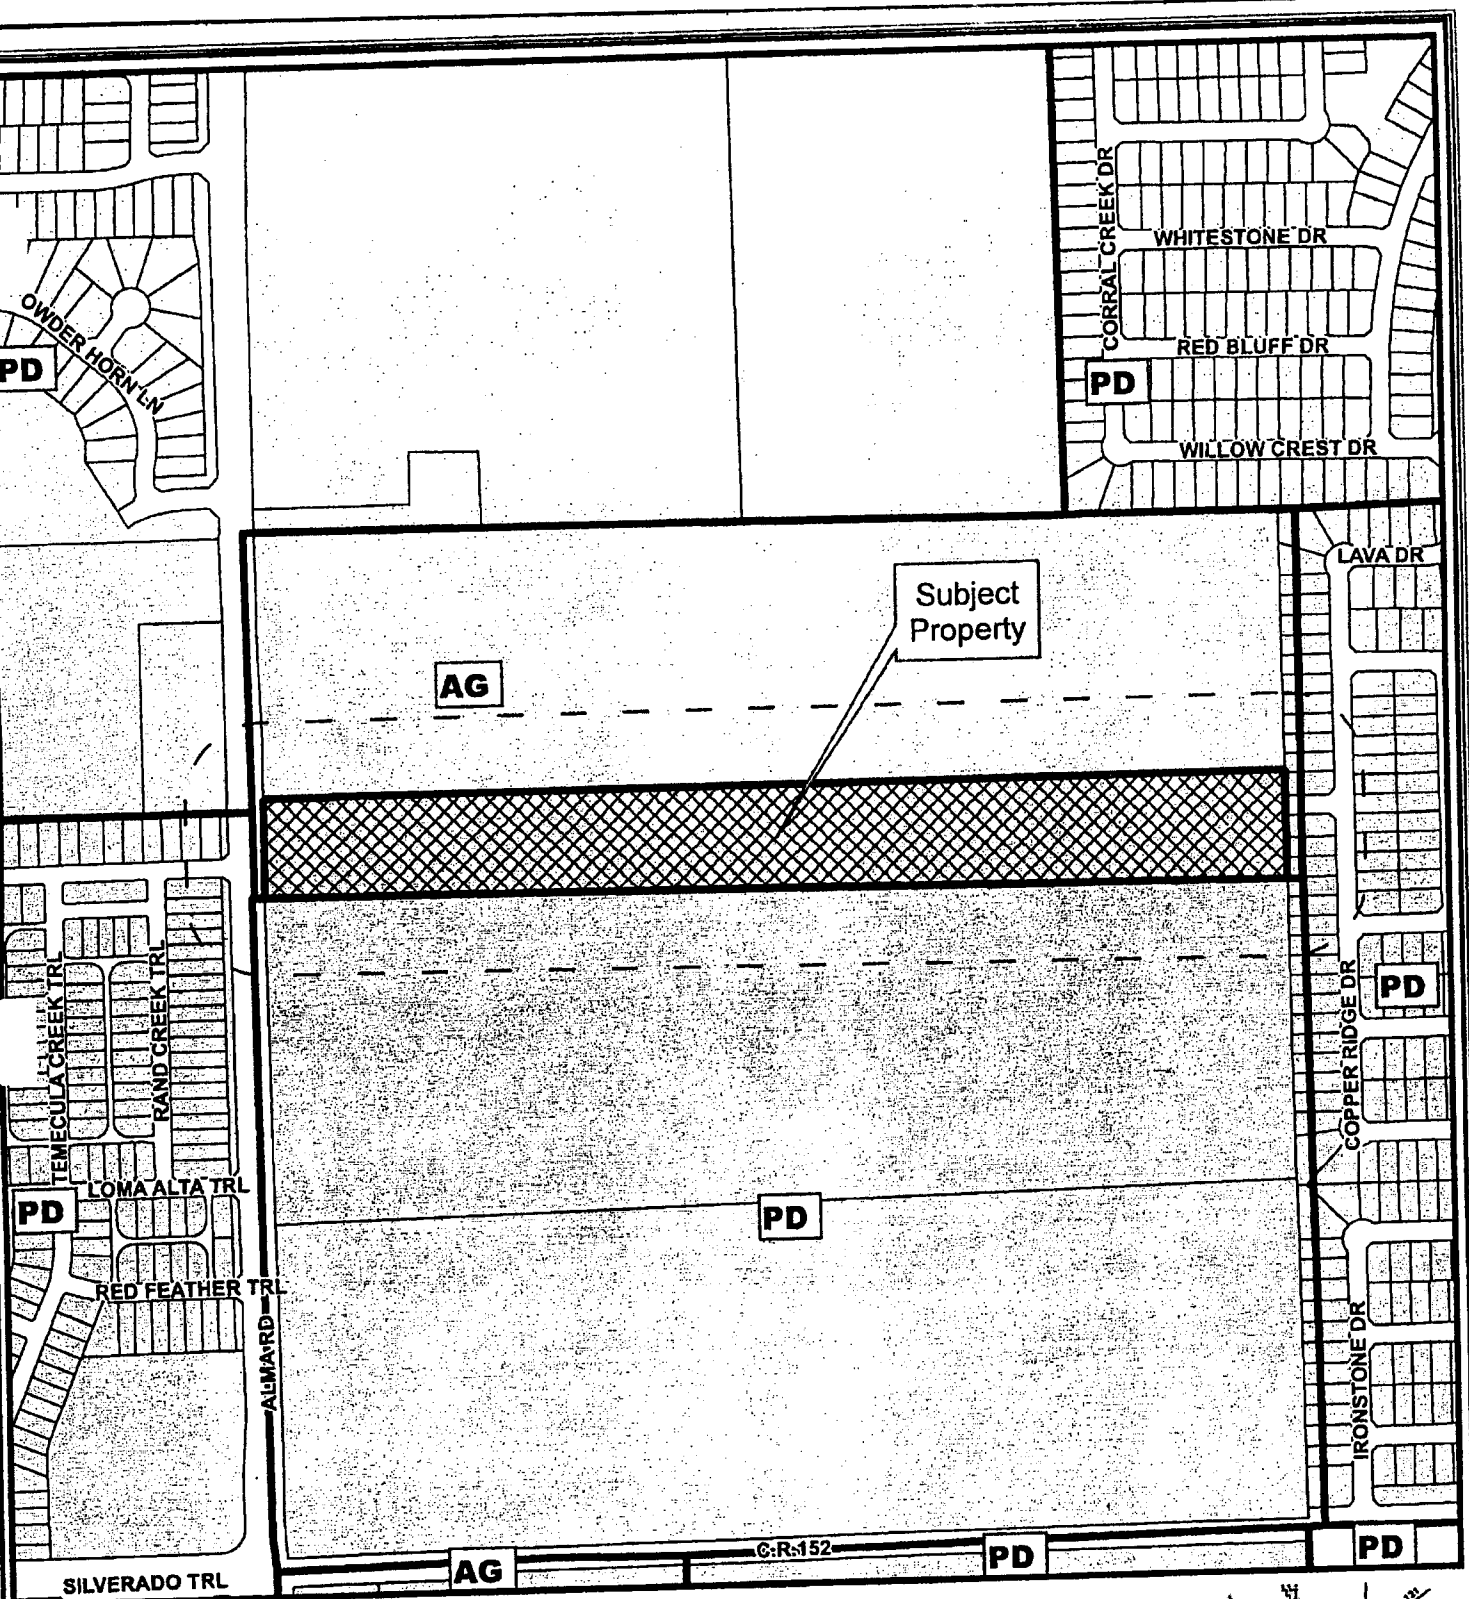 WHITESTONE DR
CORRAL CREEK DR
OWDER HORN LN
RED BLUFF DR
PD
PD
WILLOW CREST DR
LAVA DR
Subject
Property
AG
TEMECULA CREEK TRL
RAND CREEK TRL
COPPER RIDGE DR
PD
LOMA ALTA TRL
PD
PD
RED FEATHER TRL
ALMA RD
IRONSTONE DR
C.R.152
AG
PD
PD
SILVERADO TRL